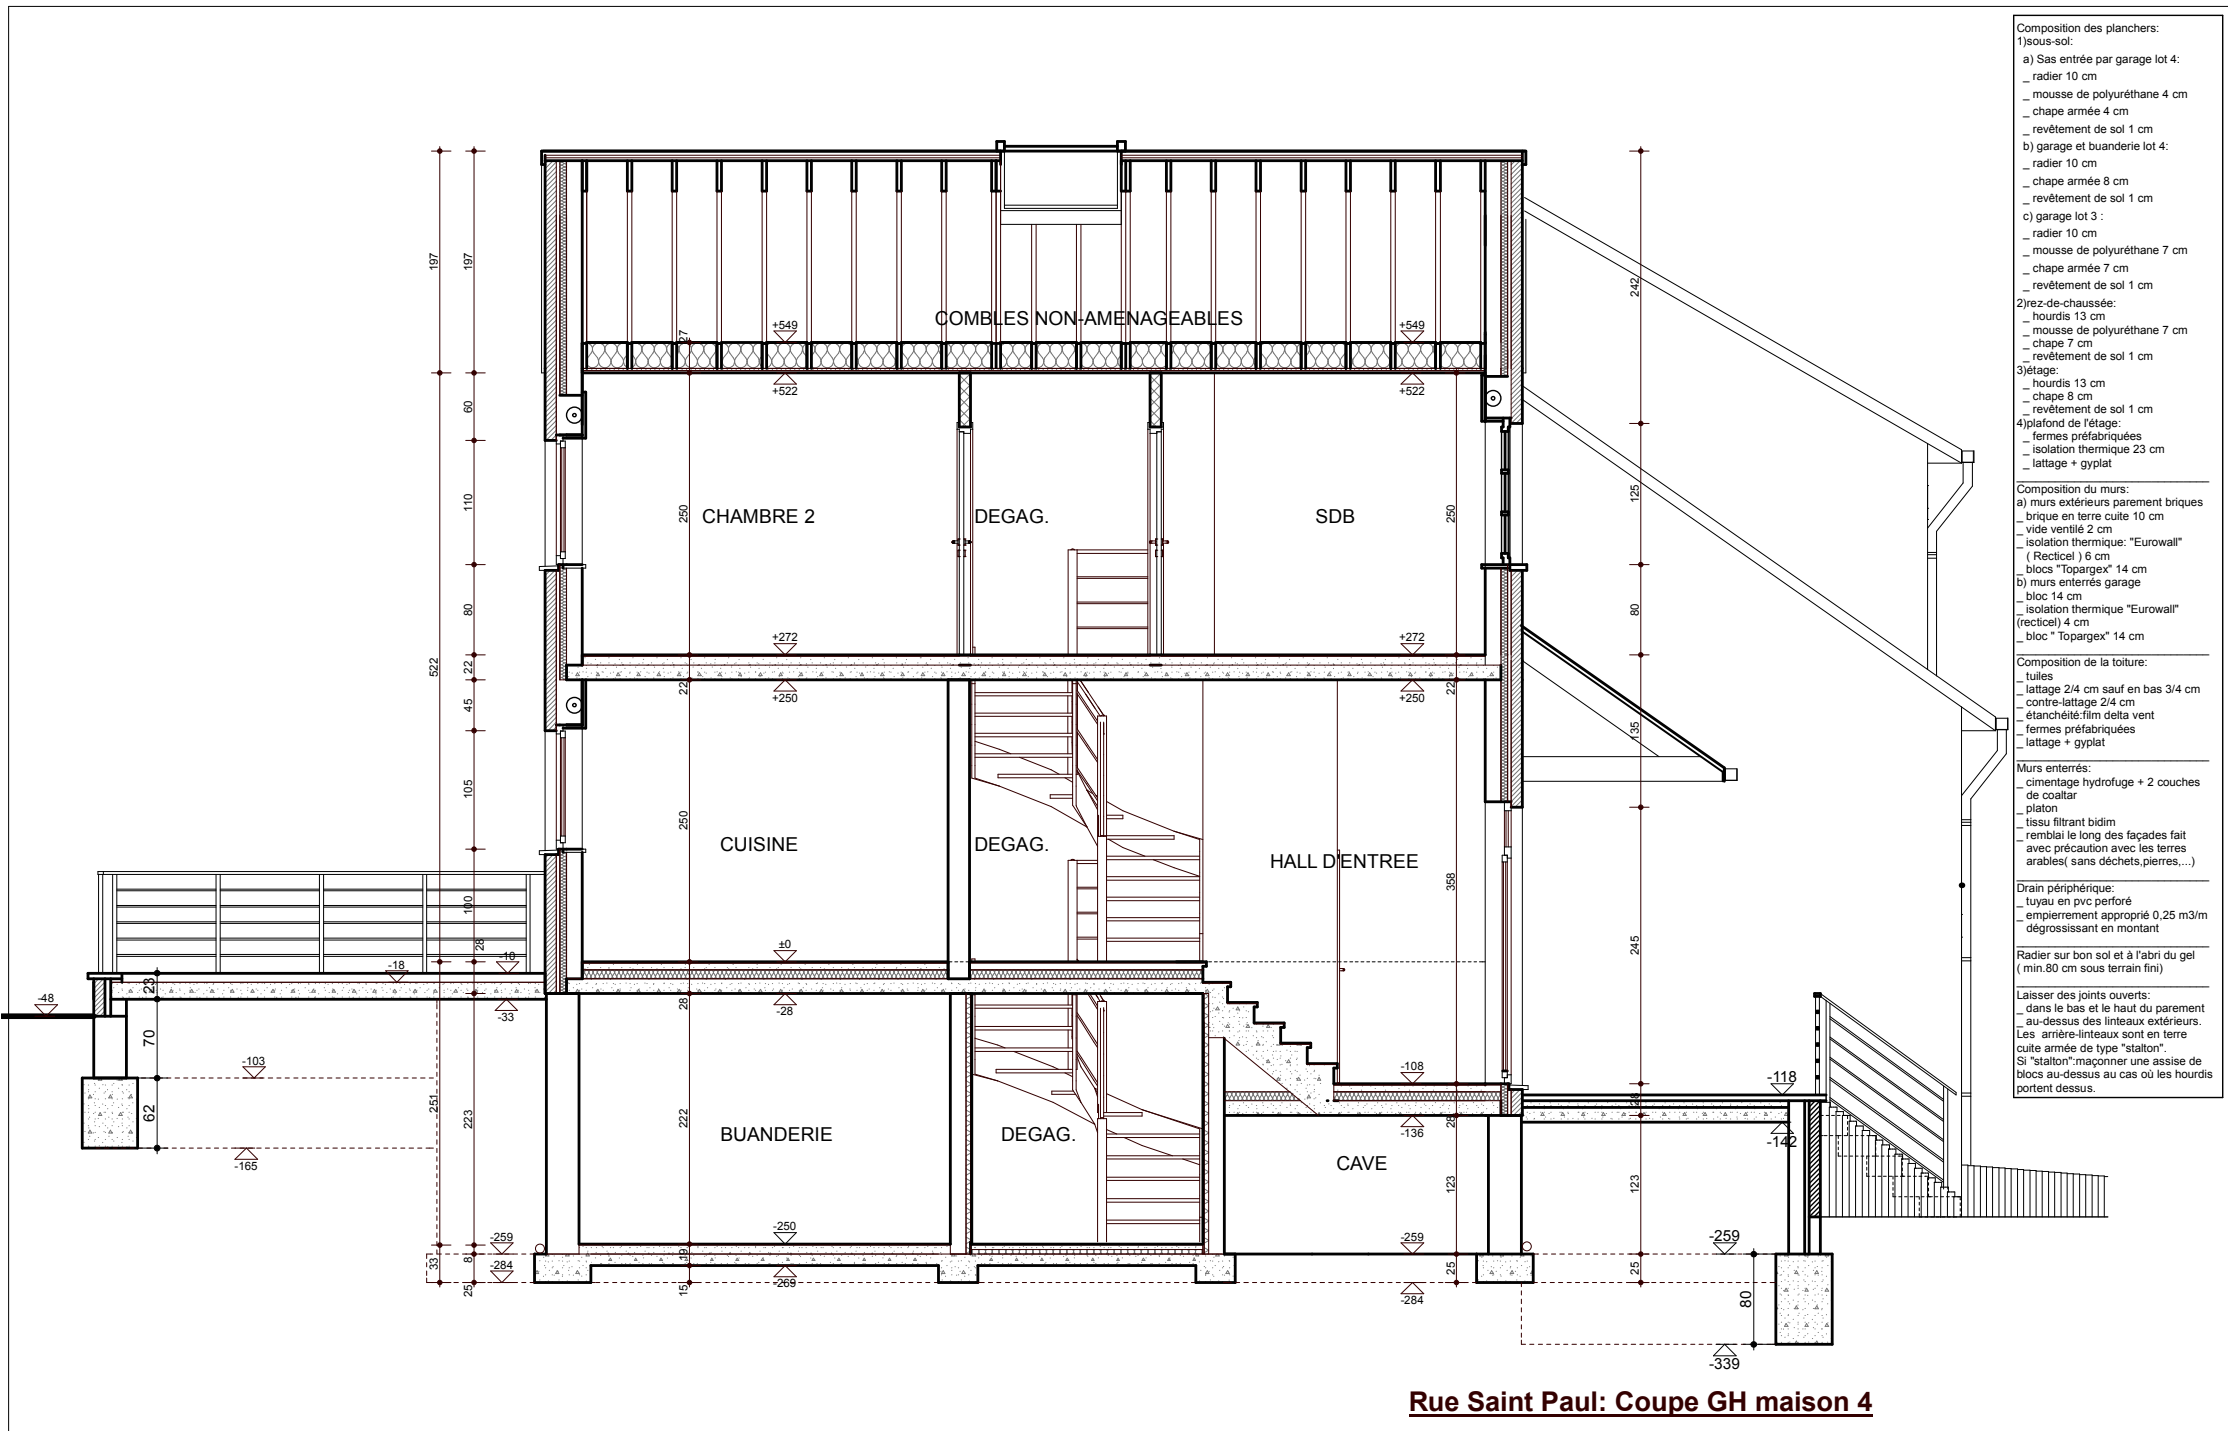 Composition des planchers:
1)sous-sol:
a) Sas entrée par garage lot 4:
_ radier 10 cm
_ mousse de polyuréthane 4 cm
_ chape armée 4 cm
_ revêtement de sol 1 cm
b) garage et buanderie lot 4:
_ radier 10 cm
_ chape armée 8 cm
_ revêtement de sol 1 cm
c) garage lot 3 :
_ radier 10 cm
_ mousse de polyuréthane 7 cm
_ chape armée 7 cm
_ revêtement de sol 1 cm
2)rez-de-chaussée:
_ hourdis 13 cm
_ mousse de polyuréthane 7 cm
_ chape 7 cm
_ revêtement de sol 1 cm
3)étage:
_ hourdis 13 cm
_ chape 8 cm
_ revêtement de sol 1 cm
4)plafond de l'étage:
_ fermes préfabriquées
_ isolation thermique 23 cm
_ lattage + gyplat
Composition du murs:
a) murs extérieurs parement briques
_ brique en terre cuite 10 cm
_ vide ventilé 2 cm
_ isolation thermique: "Eurowall"
( Recticel ) 6 cm
_ blocs "Topargex" 14 cm
b) murs enterrés garage
_ bloc 14 cm
_ isolation thermique "Eurowall"
(recticel) 4 cm
_ bloc " Topargex" 14 cm
Composition de la toiture:
_ tuiles
_ lattage 2/4 cm sauf en bas 3/4 cm
_ contre-lattage 2/4 cm
_ étanchéité:film delta vent
_ fermes préfabriquées
_ lattage + gyplat
Murs enterrés:
_ cimentage hydrofuge + 2 couches
de coaltar
_ platon
_ tissu filtrant bidim
_ remblai le long des façades fait
avec précaution avec les terres
arables( sans déchets,pierres,...)
Drain périphérique:
_ tuyau en pvc perforé
_ empierrement approprié 0,25 m3/m
dégrossissant en montant
Radier sur bon sol et à l'abri du gel
( min.80 cm sous terrain fini)
Laisser des joints ouverts:
_ dans le bas et le haut du parement
_ au-dessus des linteaux extérieurs.
Les arrière-linteaux sont en terre
cuite armée de type "stalton".
Si "stalton":maçonner une assise de
blocs au-dessus au cas où les hourdis
portent dessus.
197
197
242
COMBLES NON-AMENAGEABLES
27
+549
+549
+522
+522
60
110
250
CHAMBRE 2
DEGAG.
SDB
250
125
80
80
+272
+272
522
22
22
+250
+250
22
45
135
105
250
CUISINE
DEGAG.
HALL D'ENTREE
358
100
28
±0
245
-18
-10
-48
23
-33
28
-28
70
-103
-108
-118
251
223
62
222
BUANDERIE
DEGAG.
28
-136
28
-142
CAVE
-165
123
123
-250
-259
-259
-259
33
8
19
-284
-269
25
15
25
-284
25
80
-339
Rue Saint Paul: Coupe GH maison 4